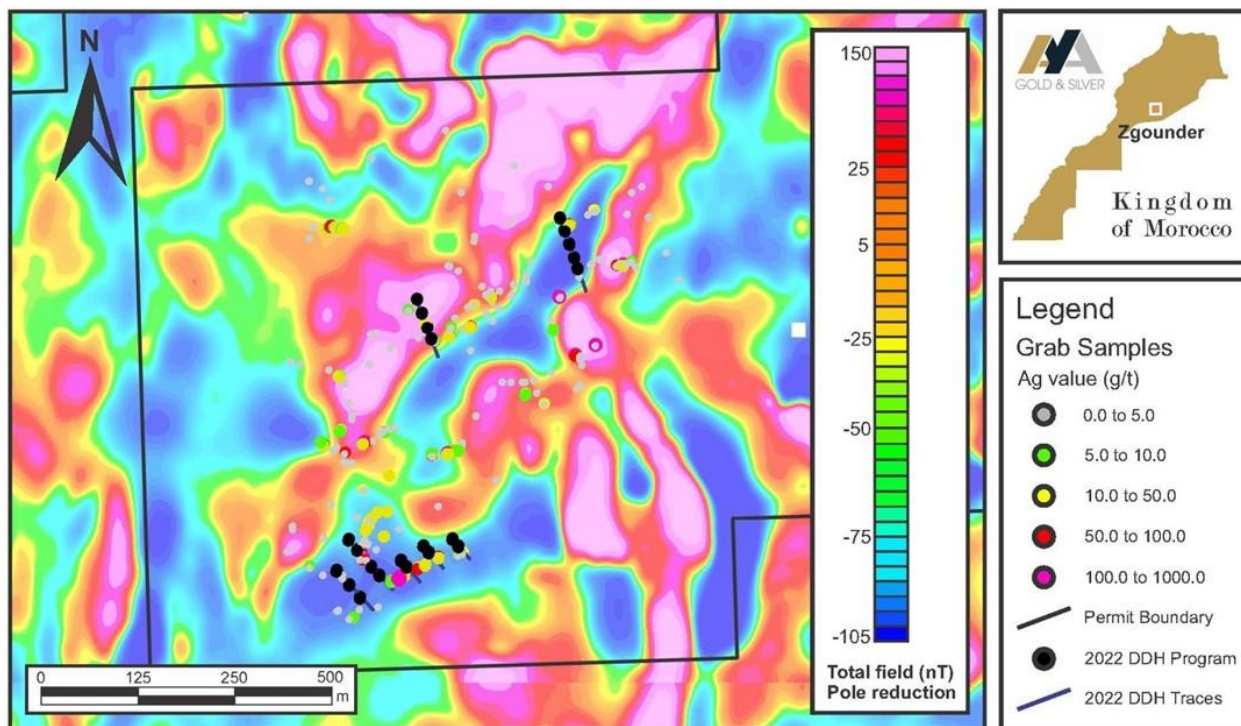 N
150
25
5
-25
-50
-75
-105
Total field (nT)
Pole reduction
0 125 250 500
m
AYA
GOLD & SILVER
Zgounder
Kingdom
of Morocco
Legend
Grab Samples
Ag value (g/t)
0.0 to 5.0
5.0 to 10.0
10.0 to 50.0
50.0 to 100.0
100.0 to 1000.0
Permit Boundary
2022 DDH Program
2022 DDH Traces